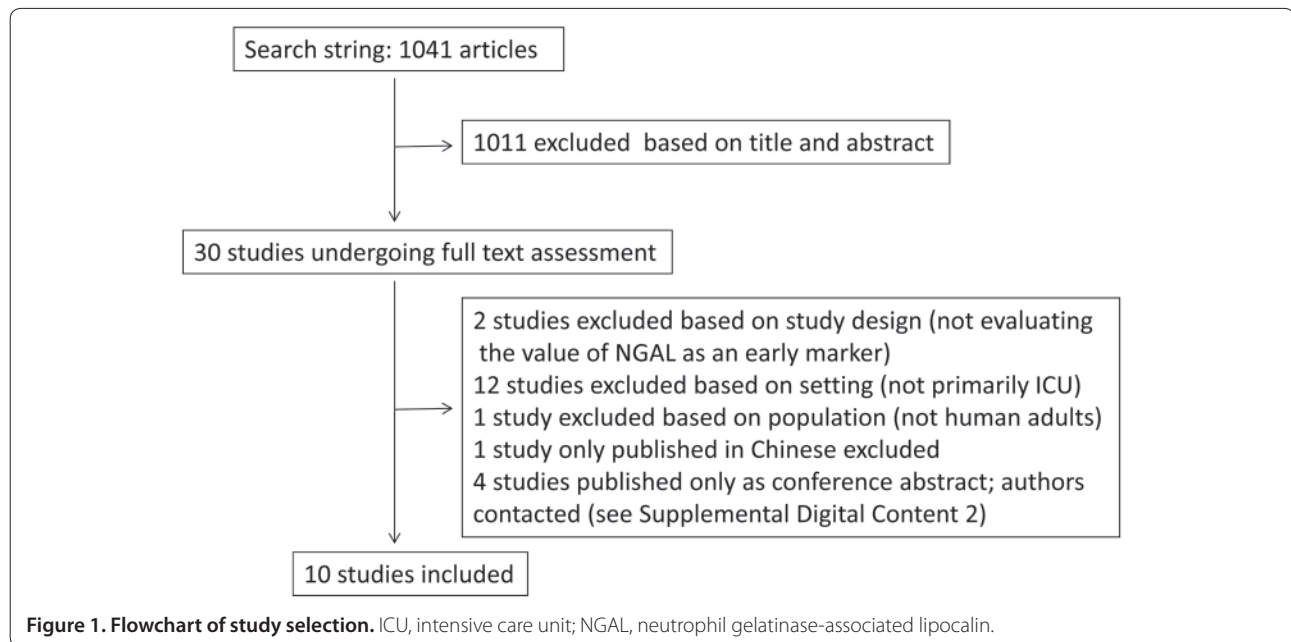 Search string: 1041 articles
1011 excluded based on title and abstract
30 studies undergoing full text assessment
2 studies excluded based on study design (not evaluating
the value of NGAL as an early marker)
12 studies excluded based on setting (not primarily ICU)
1 study excluded based on population (not human adults)
1 study only published in Chinese excluded
4 studies published only as conference abstract; authors
contacted (see Supplemental Digital Content 2)
10 studies included
Figure 1. Flowchart of study selection. ICU, intensive care unit; NGAL, neutrophil gelatinase-associated lipocalin.